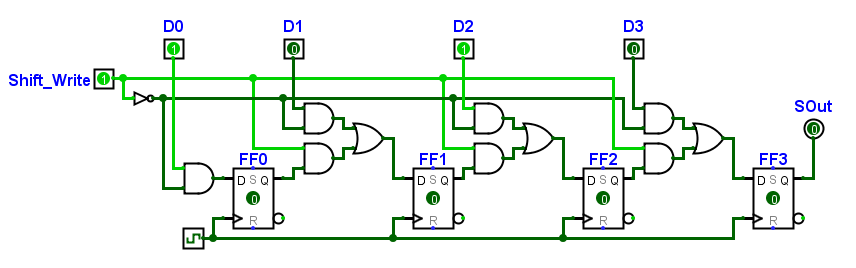 D0 D1 D2 D3
1 0 1 0
Shift_Write 1
SOut
0
FF0 FF1 FF2 FF3
D S Q D S Q D S Q D S Q
0 0 0 0
R R R R